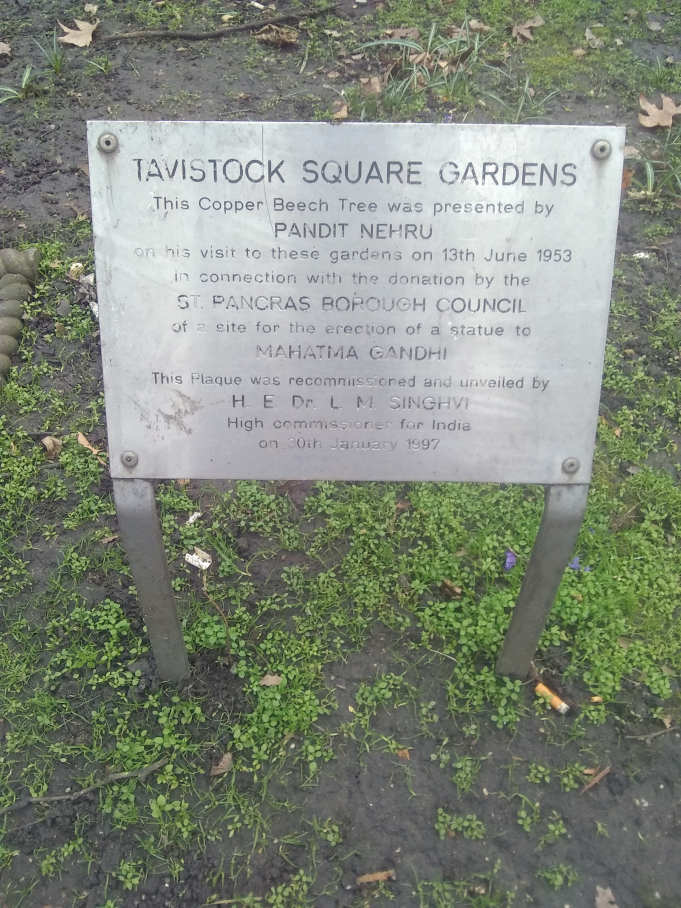 TAVISTOCK SQUARE GARDENS
This Copper Beech Tree was presented by
PANDIT NEHRU
on his visit to these gardens on 13th June 1953
in connection with the donation by the
ST. PANCRAS BOROUGH COUNCIL
of a site for the erection of a statue to
MAHATMA GANDHI
This Plaque was recommissioned and unveiled by
H. E. Dr. L. M. SINGHVI
High commissioner for India
on 30th January 1997